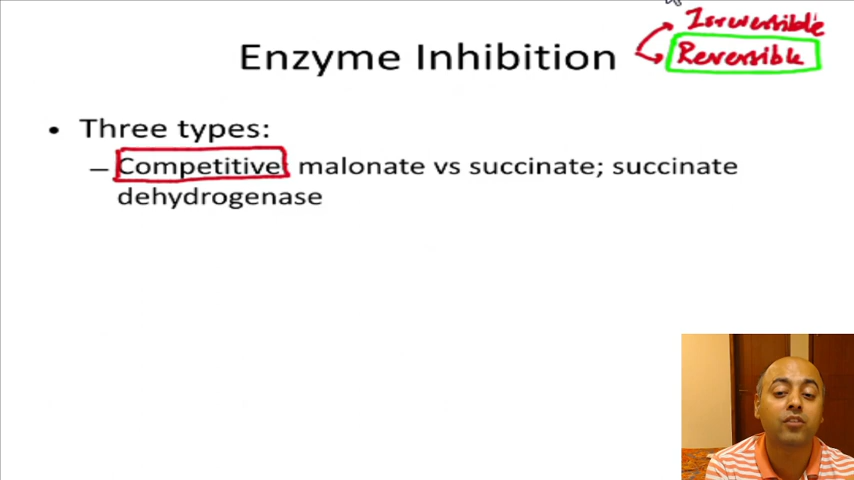 Irreversible
Enzyme Inhibition
Reversible
• Three types:
– Competitive: malonate vs succinate; succinate
dehydrogenase